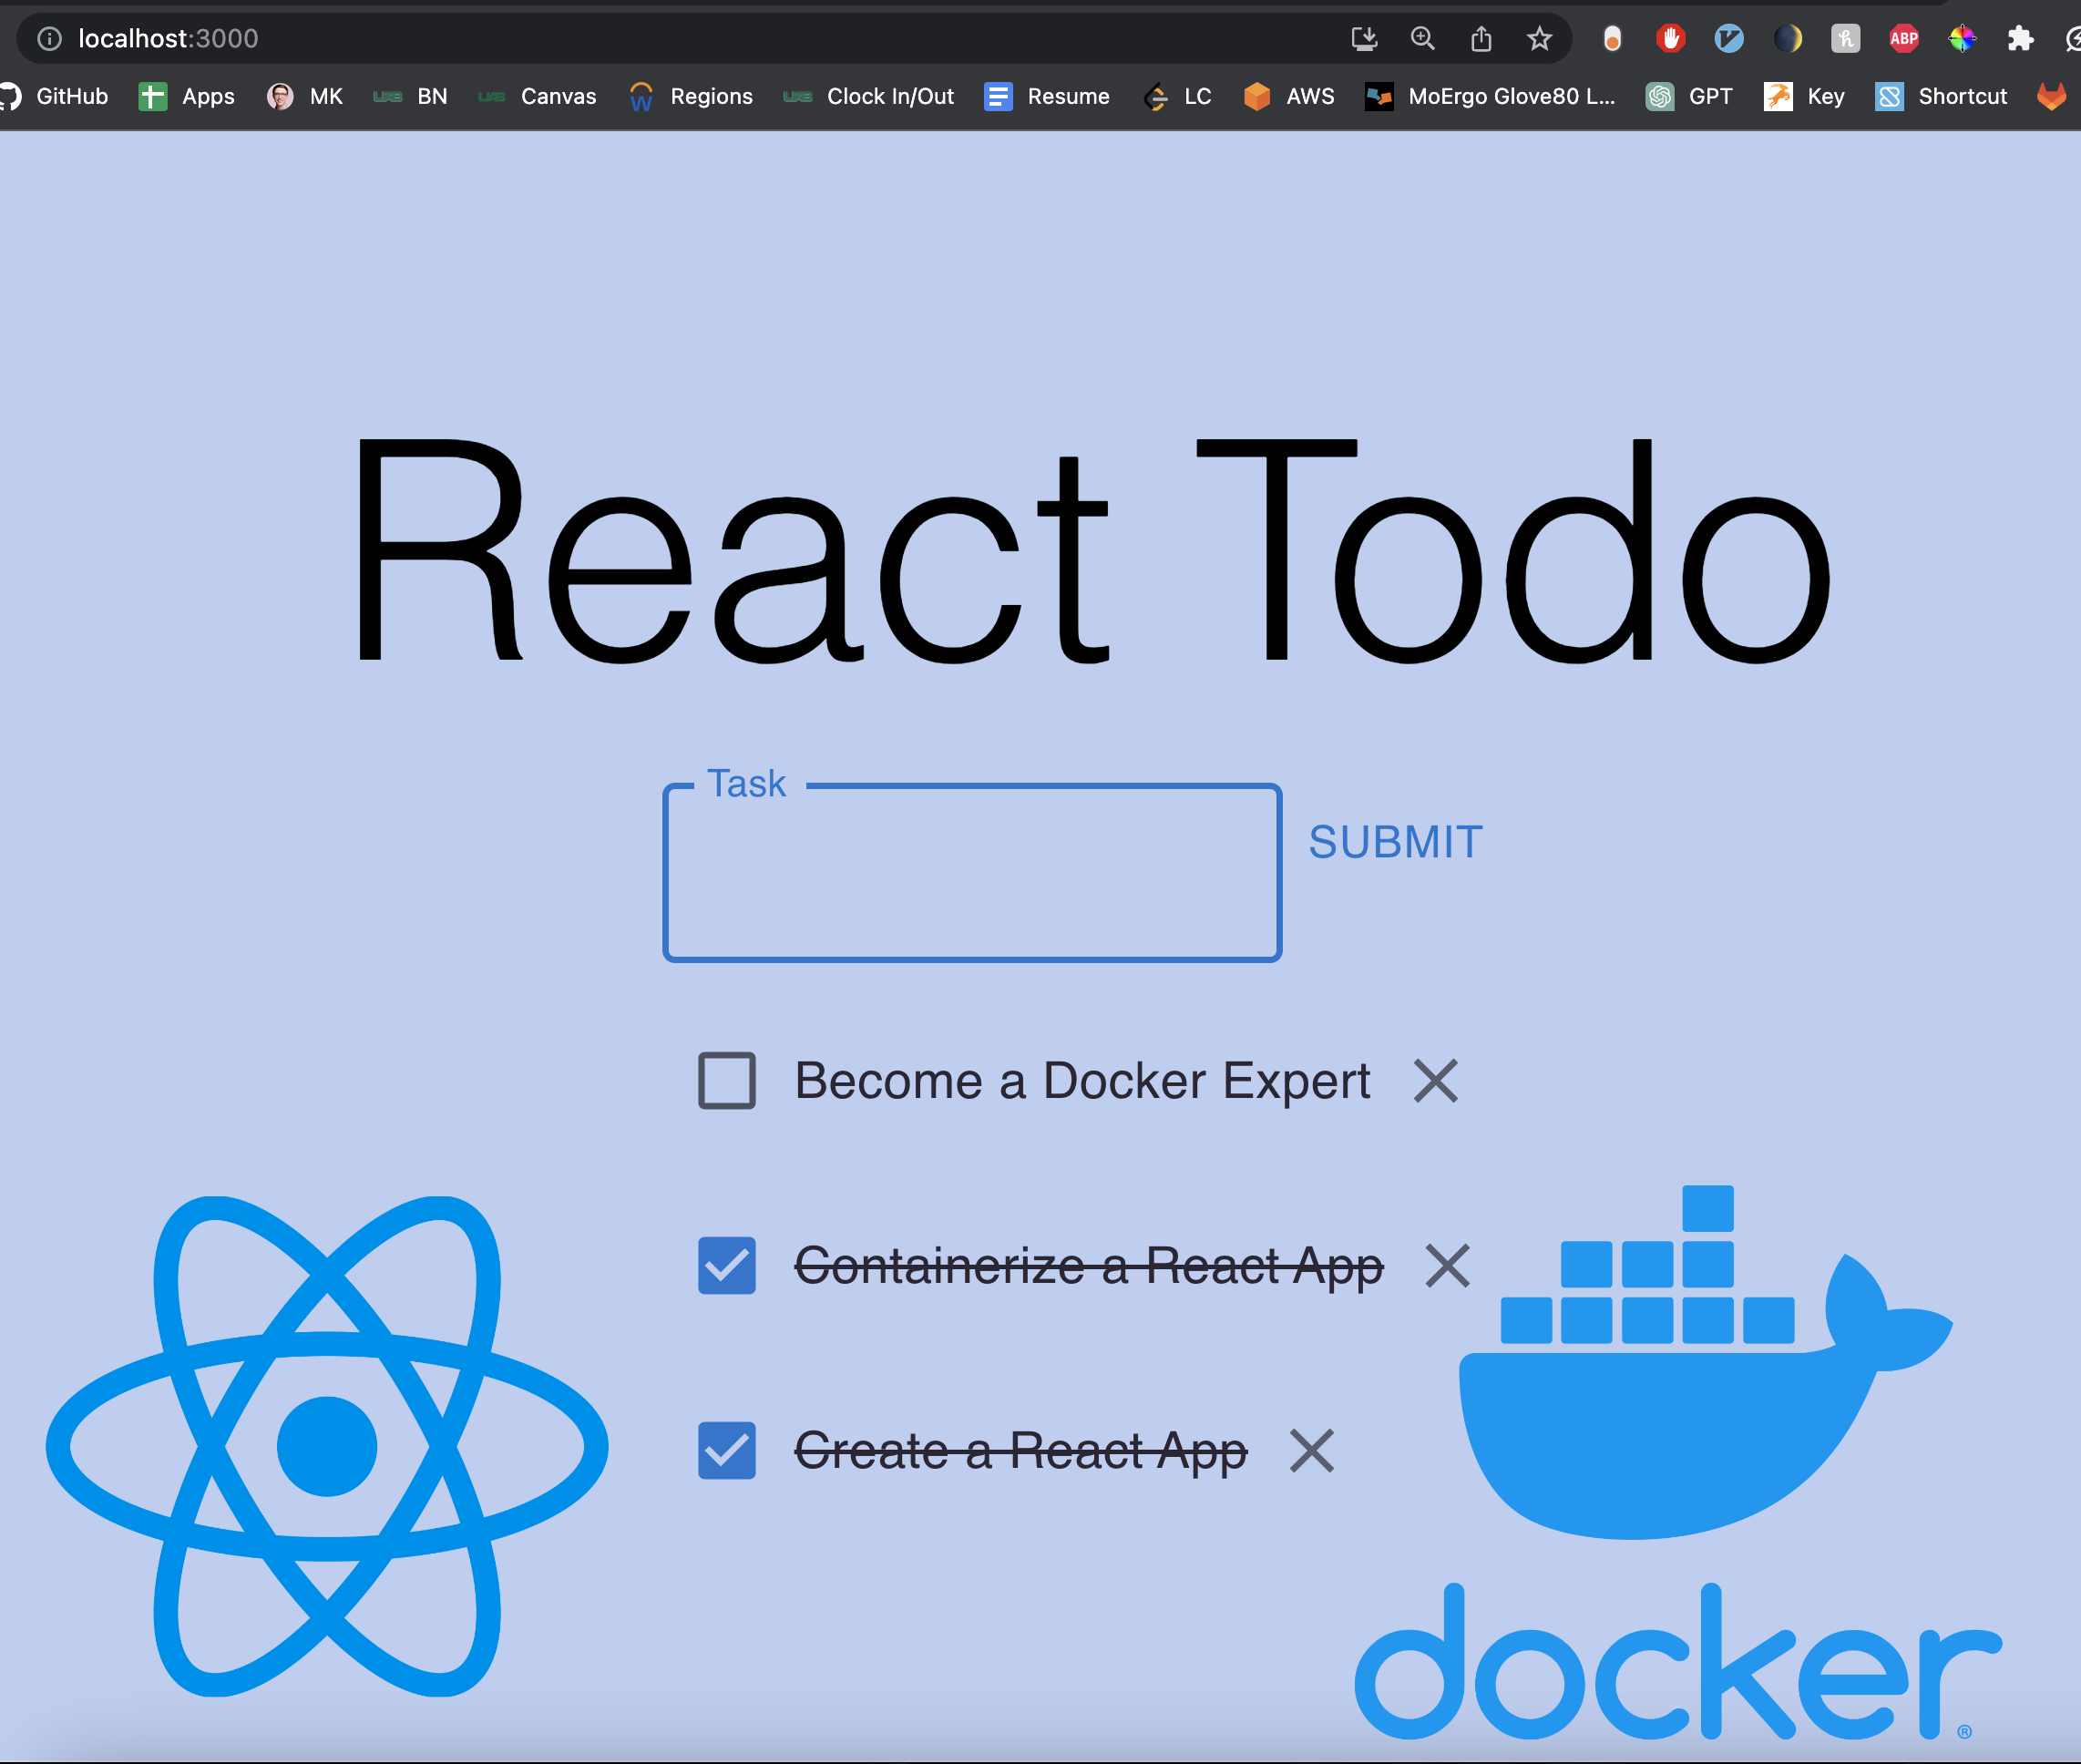 localhost:3000
GitHub Apps MK BN Canvas Regions Clock In/Out Resume LC AWS MoErgo Glove80 L... GPT Key Shortcut
ABP
React Todo
Task
SUBMIT
Become a Docker Expert
Containerize a React App
Create a React App
docker®